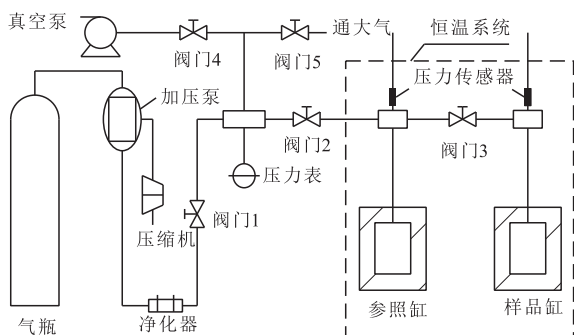 真空泵
阀门4
阀门5
通大气
恒温系统
加压泵
压力传感器
阀门2
阀门3
压力表
阀门1
压缩机
气瓶
净化器
参照缸
样品缸